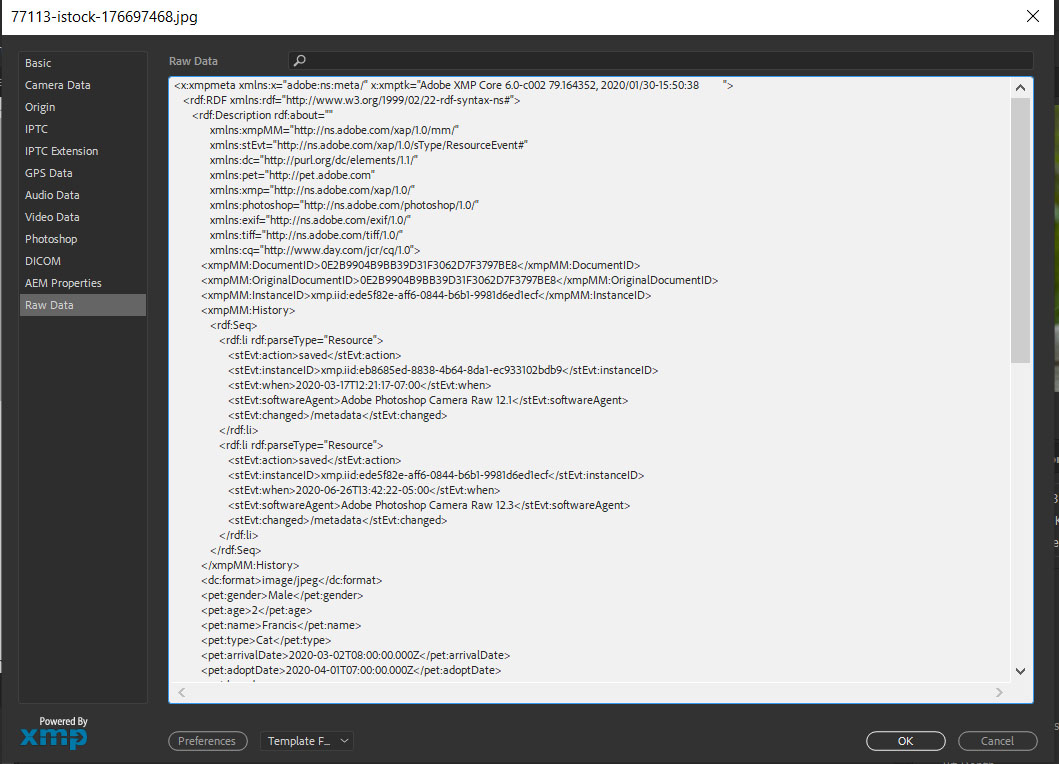 77113-istock-176697468.jpg
Basic
Camera Data
Origin
IPTC
IPTC Extension
GPS Data
Audio Data
Video Data
Photoshop
DICOM
AEM Properties
Raw Data
Raw Data
<x:xmpmeta xmlns:x="adobe:ns:meta/" x:xmptk="Adobe XMP Core 6.0-c002 79.164352, 2020/01/30-15:50:38        ">
<rdf:RDF xmlns:rdf="http://www.w3.org/1999/02/22-rdf-syntax-ns#">
<rdf:Description rdf:about=""
xmlns:xmpMM="http://ns.adobe.com/xap/1.0/mm/"
xmlns:stEvt="http://ns.adobe.com/xap/1.0/sType/ResourceEvent#"
xmlns:dc="http://purl.org/dc/elements/1.1/"
xmlns:pet="http://pet.adobe.com"
xmlns:xmp="http://ns.adobe.com/xap/1.0/"
xmlns:photoshop="http://ns.adobe.com/photoshop/1.0/"
xmlns:exif="http://ns.adobe.com/exif/1.0/"
xmlns:tiff="http://ns.adobe.com/tiff/1.0/"
xmlns:cq="http://www.day.com/jcr/cq/1.0">
<xmpMM:DocumentID>0E2B9904B9BB39D31F3062D7F3797BE8</xmpMM:DocumentID>
<xmpMM:OriginalDocumentID>0E2B9904B9BB39D31F3062D7F3797BE8</xmpMM:OriginalDocumentID>
<xmpMM:InstanceID>xmp.iid:ede5f82e-aff6-0844-b6b1-9981d6ed1ecf</xmpMM:InstanceID>
<xmpMM:History>
<rdf:Seq>
<rdf:li rdf:parseType="Resource">
<stEvt:action>saved</stEvt:action>
<stEvt:instanceID>xmp.iid:eb8685ed-8838-4b64-8da1-ec933102bdb9</stEvt:instanceID>
<stEvt:when>2020-03-17T12:21:17-07:00</stEvt:when>
<stEvt:softwareAgent>Adobe Photoshop Camera Raw 12.1</stEvt:softwareAgent>
<stEvt:changed>/metadata</stEvt:changed>
</rdf:li>
<rdf:li rdf:parseType="Resource">
<stEvt:action>saved</stEvt:action>
<stEvt:instanceID>xmp.iid:ede5f82e-aff6-0844-b6b1-9981d6ed1ecf</stEvt:instanceID>
<stEvt:when>2020-06-26T13:42:22-05:00</stEvt:when>
<stEvt:softwareAgent>Adobe Photoshop Camera Raw 12.3</stEvt:softwareAgent>
<stEvt:changed>/metadata</stEvt:changed>
</rdf:li>
</rdf:Seq>
</xmpMM:History>
<dc:format>image/jpeg</dc:format>
<pet:gender>Male</pet:gender>
<pet:age>2</pet:age>
<pet:name>Francis</pet:name>
<pet:type>Cat</pet:type>
<pet:arrivalDate>2020-03-02T08:00:00.000Z</pet:arrivalDate>
<pet:adoptDate>2020-04-01T07:00:00.000Z</pet:adoptDate>
Powered By
xmp
Preferences
Template F...
OK
Cancel